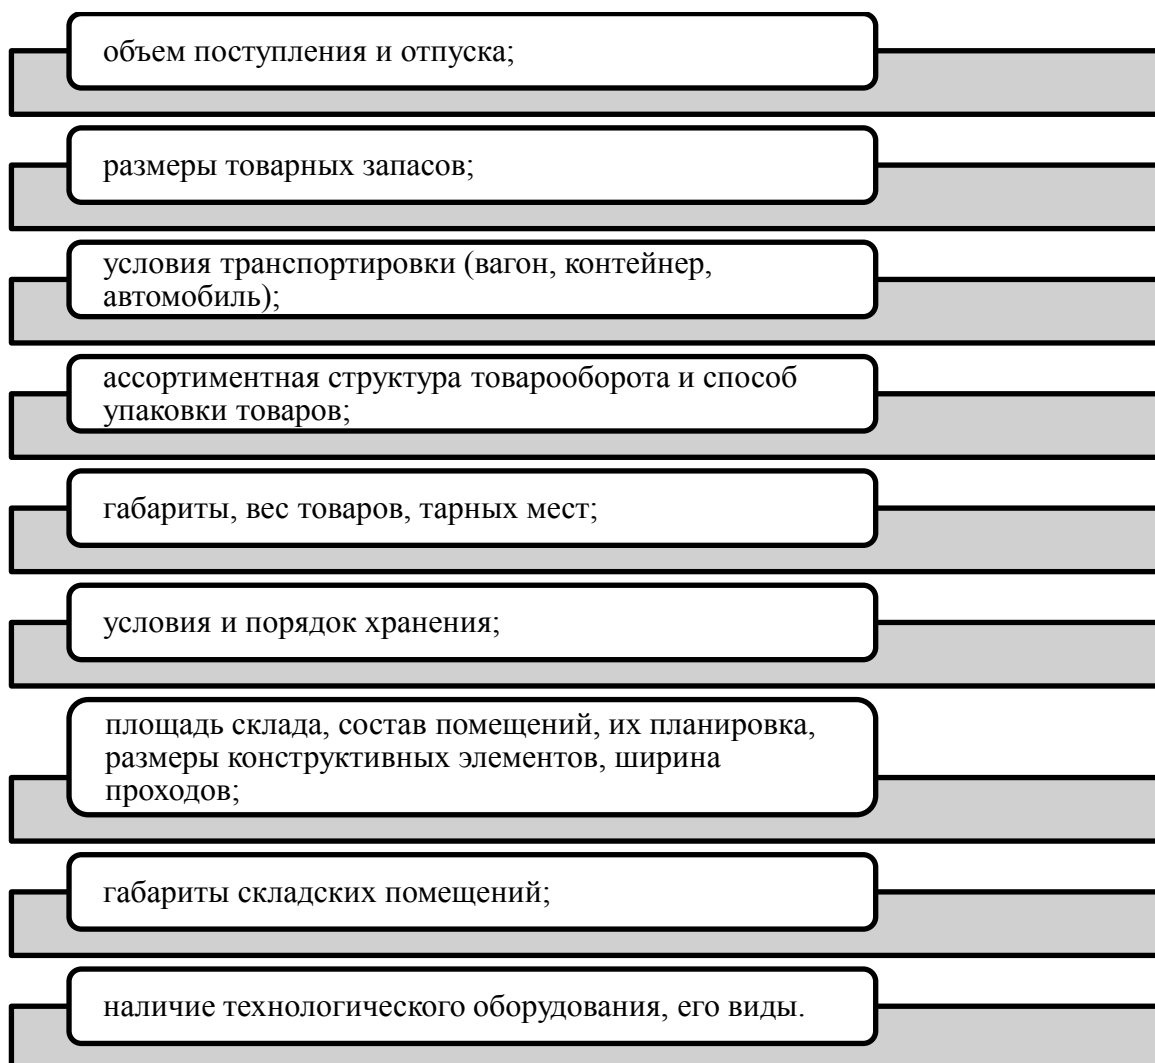 объем поступления и отпуска;
размеры товарных запасов;
условия транспортировки (вагон, контейнер,
автомобиль);
ассортиментная структура товарооборота и способ
упаковки товаров;
габариты, вес товаров, тарных мест;
условия и порядок хранения;
площадь склада, состав помещений, их планировка,
размеры конструктивных элементов, ширина
проходов;
габариты складских помещений;
наличие технологического оборудования, его виды.